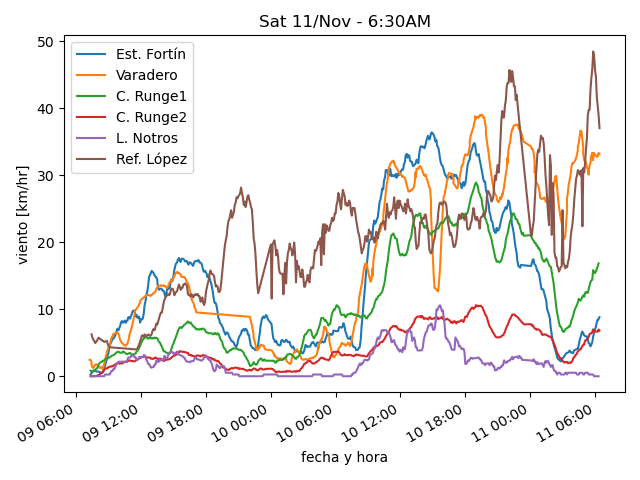 Sat 11/Nov - 6:30AM
Est. Fortín
Varadero
C. Runge1
C. Runge2
L. Notros
Ref. López
viento [km/hr]
50
40
30
20
10
0
09 06:00
09 12:00
09 18:00
10 00:00
10 06:00
10 12:00
10 18:00
11 00:00
11 06:00
fecha y hora